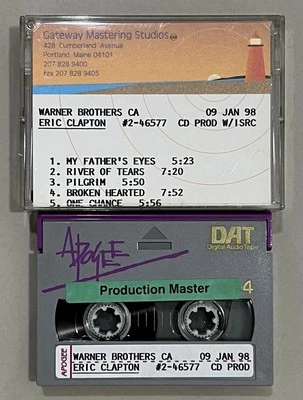 Gateway Mastering Studios
428 Cumberland Avenue
Portland Maine 04101
207 828 9400
fax 207 828 9405
WARNER BROTHERS CA 09 JAN 98
ERIC CLAPTON #2-46577 CD PROD W/ISRC
1. MY FATHER'S EYES 5:23
2. RIVER OF TEARS 7:20
3. PILGRIM 5:50
4. BROKEN HEARTED 7:52
5. ONE CHANCE 5:56
APOGEE
DAT
Digital Audio Tape
Production Master
4
APOGEE
WARNER BROTHERS CA 09 JAN 98
ERIC CLAPTON #2-46577 CD PROD